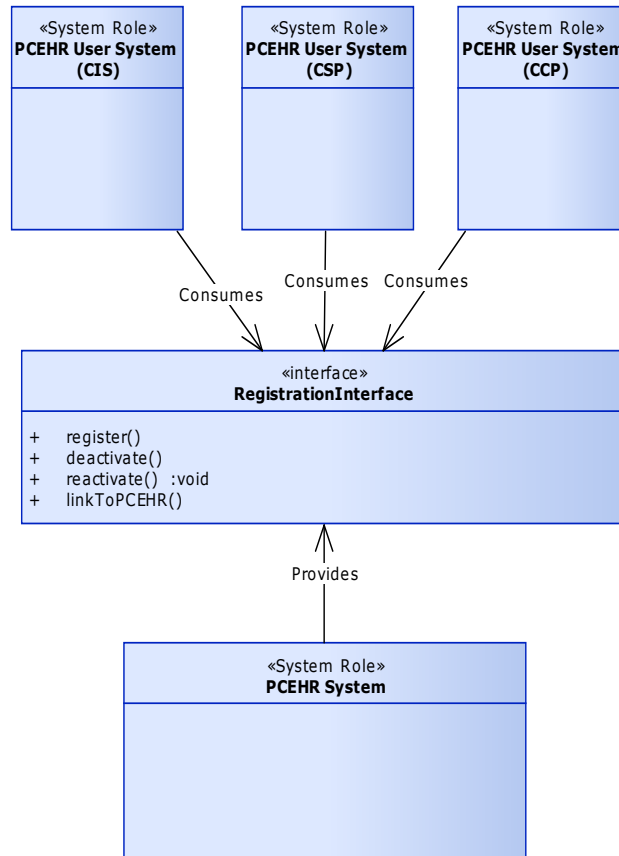 «System Role»
PCEHR User System
(CIS)
«System Role»
PCEHR User System
(CSP)
«System Role»
PCEHR User System
(CCP)
Consumes
Consumes
Consumes
«interface»
RegistrationInterface
+ register()
+ deactivate()
+ reactivate() :void
+ linkToPCEHR()
Provides
«System Role»
PCEHR System